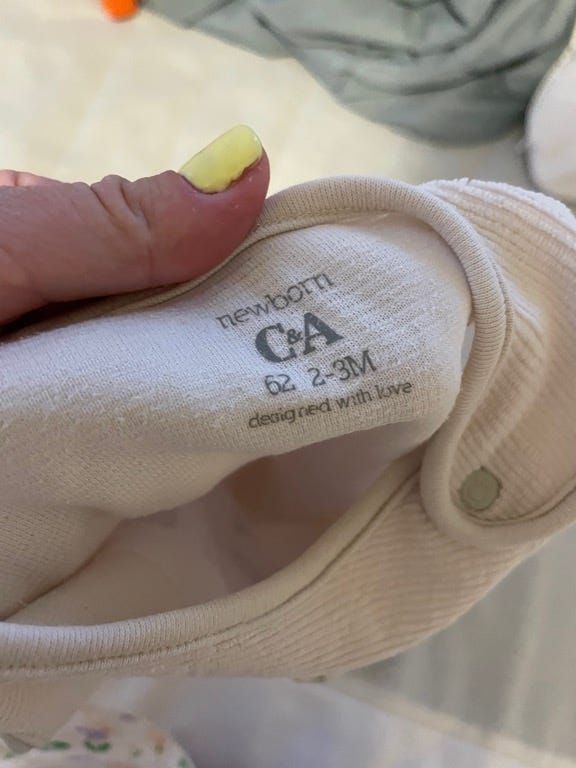 newborn
C&A
62 2-3M
designed with love